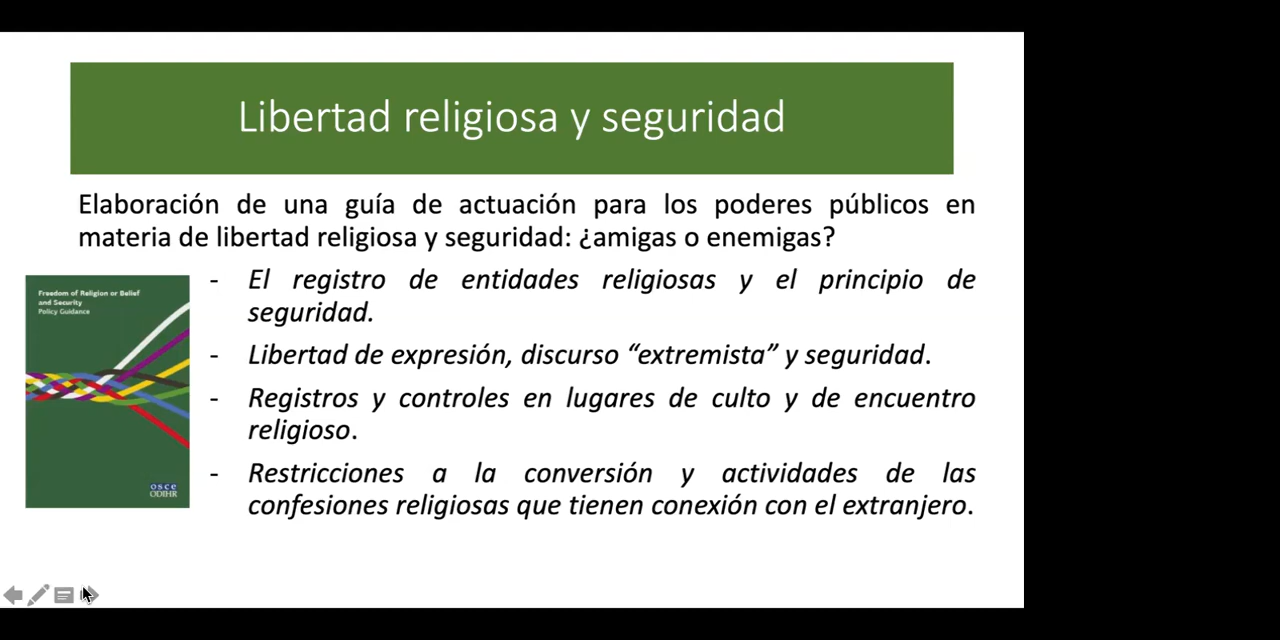 Libertad religiosa y seguridad
Elaboración de una guía de actuación para los poderes públicos en
materia de libertad religiosa y seguridad: ¿amigas o enemigas?
Freedom of Religion or Belief
and Security
Policy Guidance
osce
ODIHR
- El registro de entidades religiosas y el principio de
seguridad.
- Libertad de expresión, discurso “extremista” y seguridad.
- Registros y controles en lugares de culto y de encuentro
religioso.
- Restricciones a la conversión y actividades de las
confesiones religiosas que tienen conexión con el extranjero.